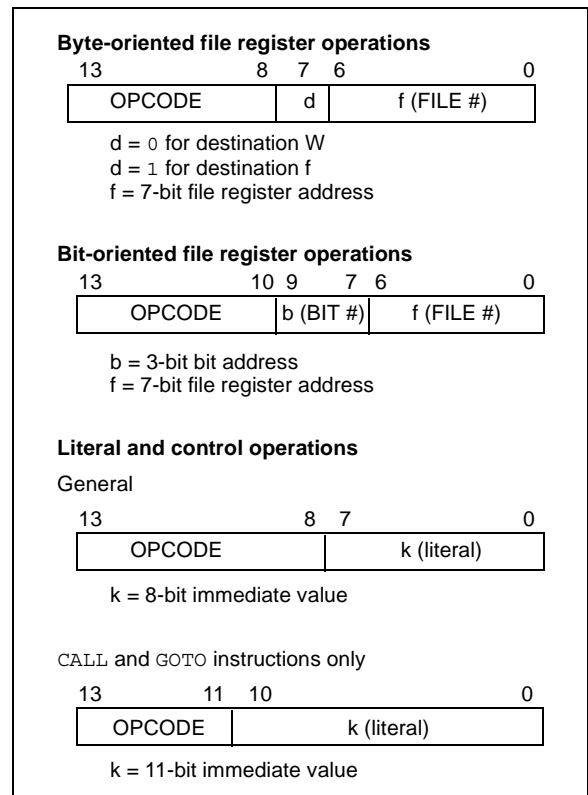 Byte-oriented file register operations
13 8 7 6 0
OPCODE d f (FILE #)
d = 0 for destination W
d = 1 for destination f
f = 7-bit file register address
Bit-oriented file register operations
13 10 9 7 6 0
OPCODE b (BIT #) f (FILE #)
b = 3-bit bit address
f = 7-bit file register address
Literal and control operations
General
13 8 7 0
OPCODE k (literal)
k = 8-bit immediate value
CALL and GOTO instructions only
13 11 10 0
OPCODE k (literal)
k = 11-bit immediate value